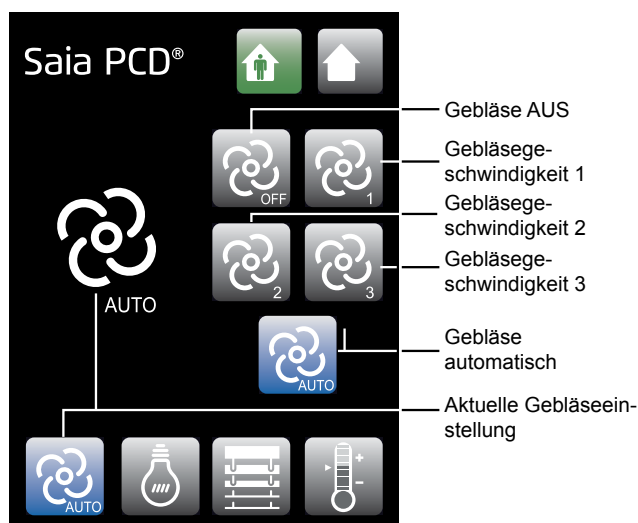 Saia PCD®
Gebläse AUS
OFF
1
Gebläsege-
schwindigkeit 1
Gebläsege-
schwindigkeit 2
2
3
Gebläsege-
schwindigkeit 3
AUTO
Gebläse
automatisch
AUTO
Aktuelle Gebläseein-
stellung
AUTO
+
-